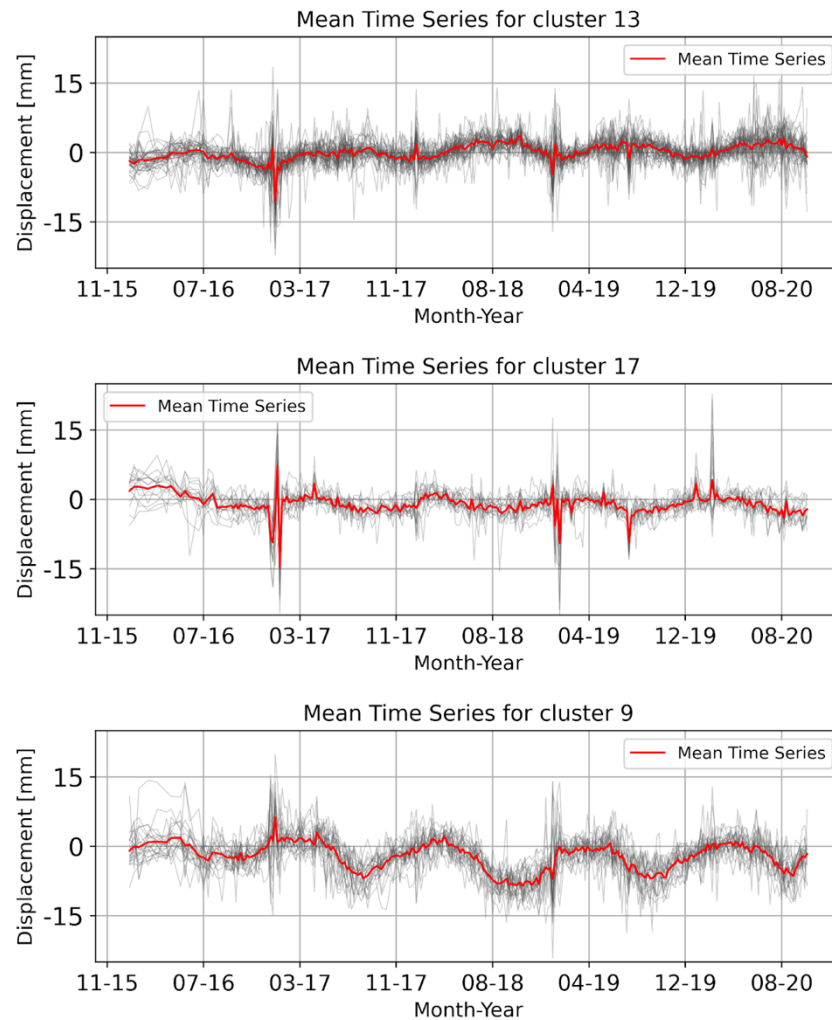 Mean Time Series for cluster 13
Mean Time Series
Displacement [mm]
15
0
-15
11-15 07-16 03-17 11-17 08-18 04-19 12-19 08-20
Month-Year
Mean Time Series for cluster 17
Mean Time Series
Displacement [mm]
15
0
-15
11-15 07-16 03-17 11-17 08-18 04-19 12-19 08-20
Month-Year
Mean Time Series for cluster 9
Mean Time Series
Displacement [mm]
15
0
-15
11-15 07-16 03-17 11-17 08-18 04-19 12-19 08-20
Month-Year